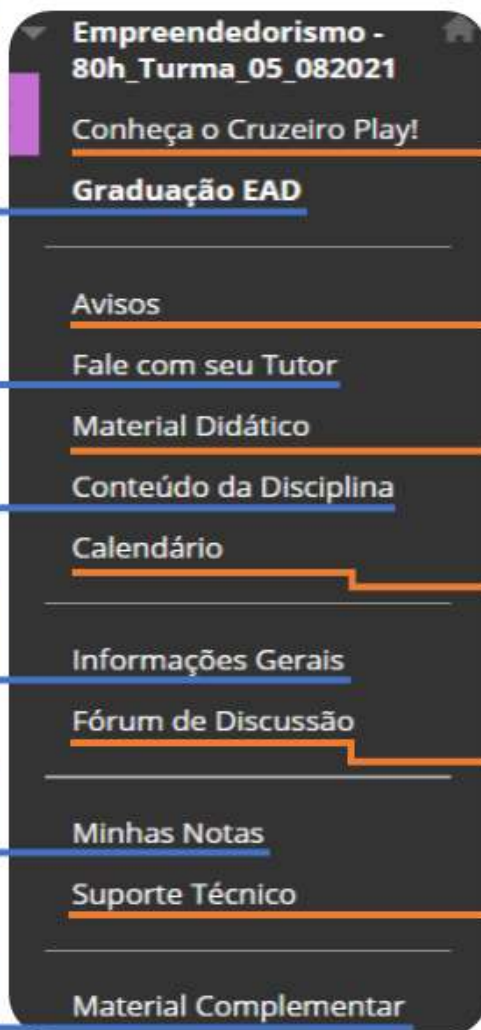 Empreendedorismo -
80h_Turma_05_082021
Conheça o Cruzeiro Play!
Graduação EAD
Avisos
Fale com seu Tutor
Material Didático
Conteúdo da Disciplina
Calendário
Informações Gerais
Fórum de Discussão
Minhas Notas
Suporte Técnico
Material Complementar